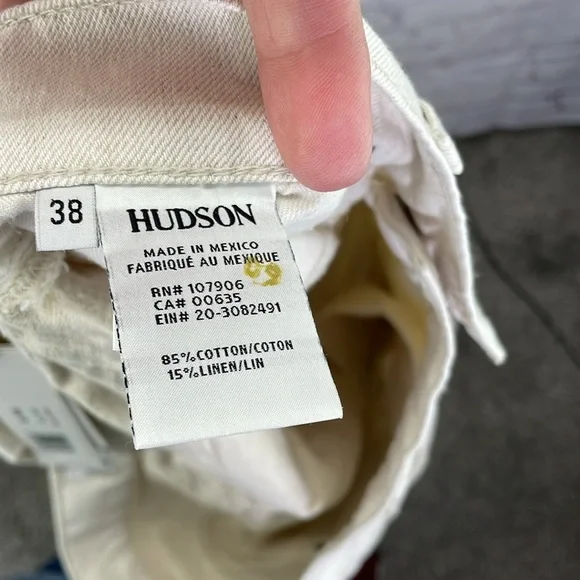 38
HUDSON
MADE IN MEXICO
FABRIQUÉ AU MEXIQUE
RN# 107906
CA# 00635
EIN# 20-3082491
85%COTTON/COTON
15%LINEN/LIN